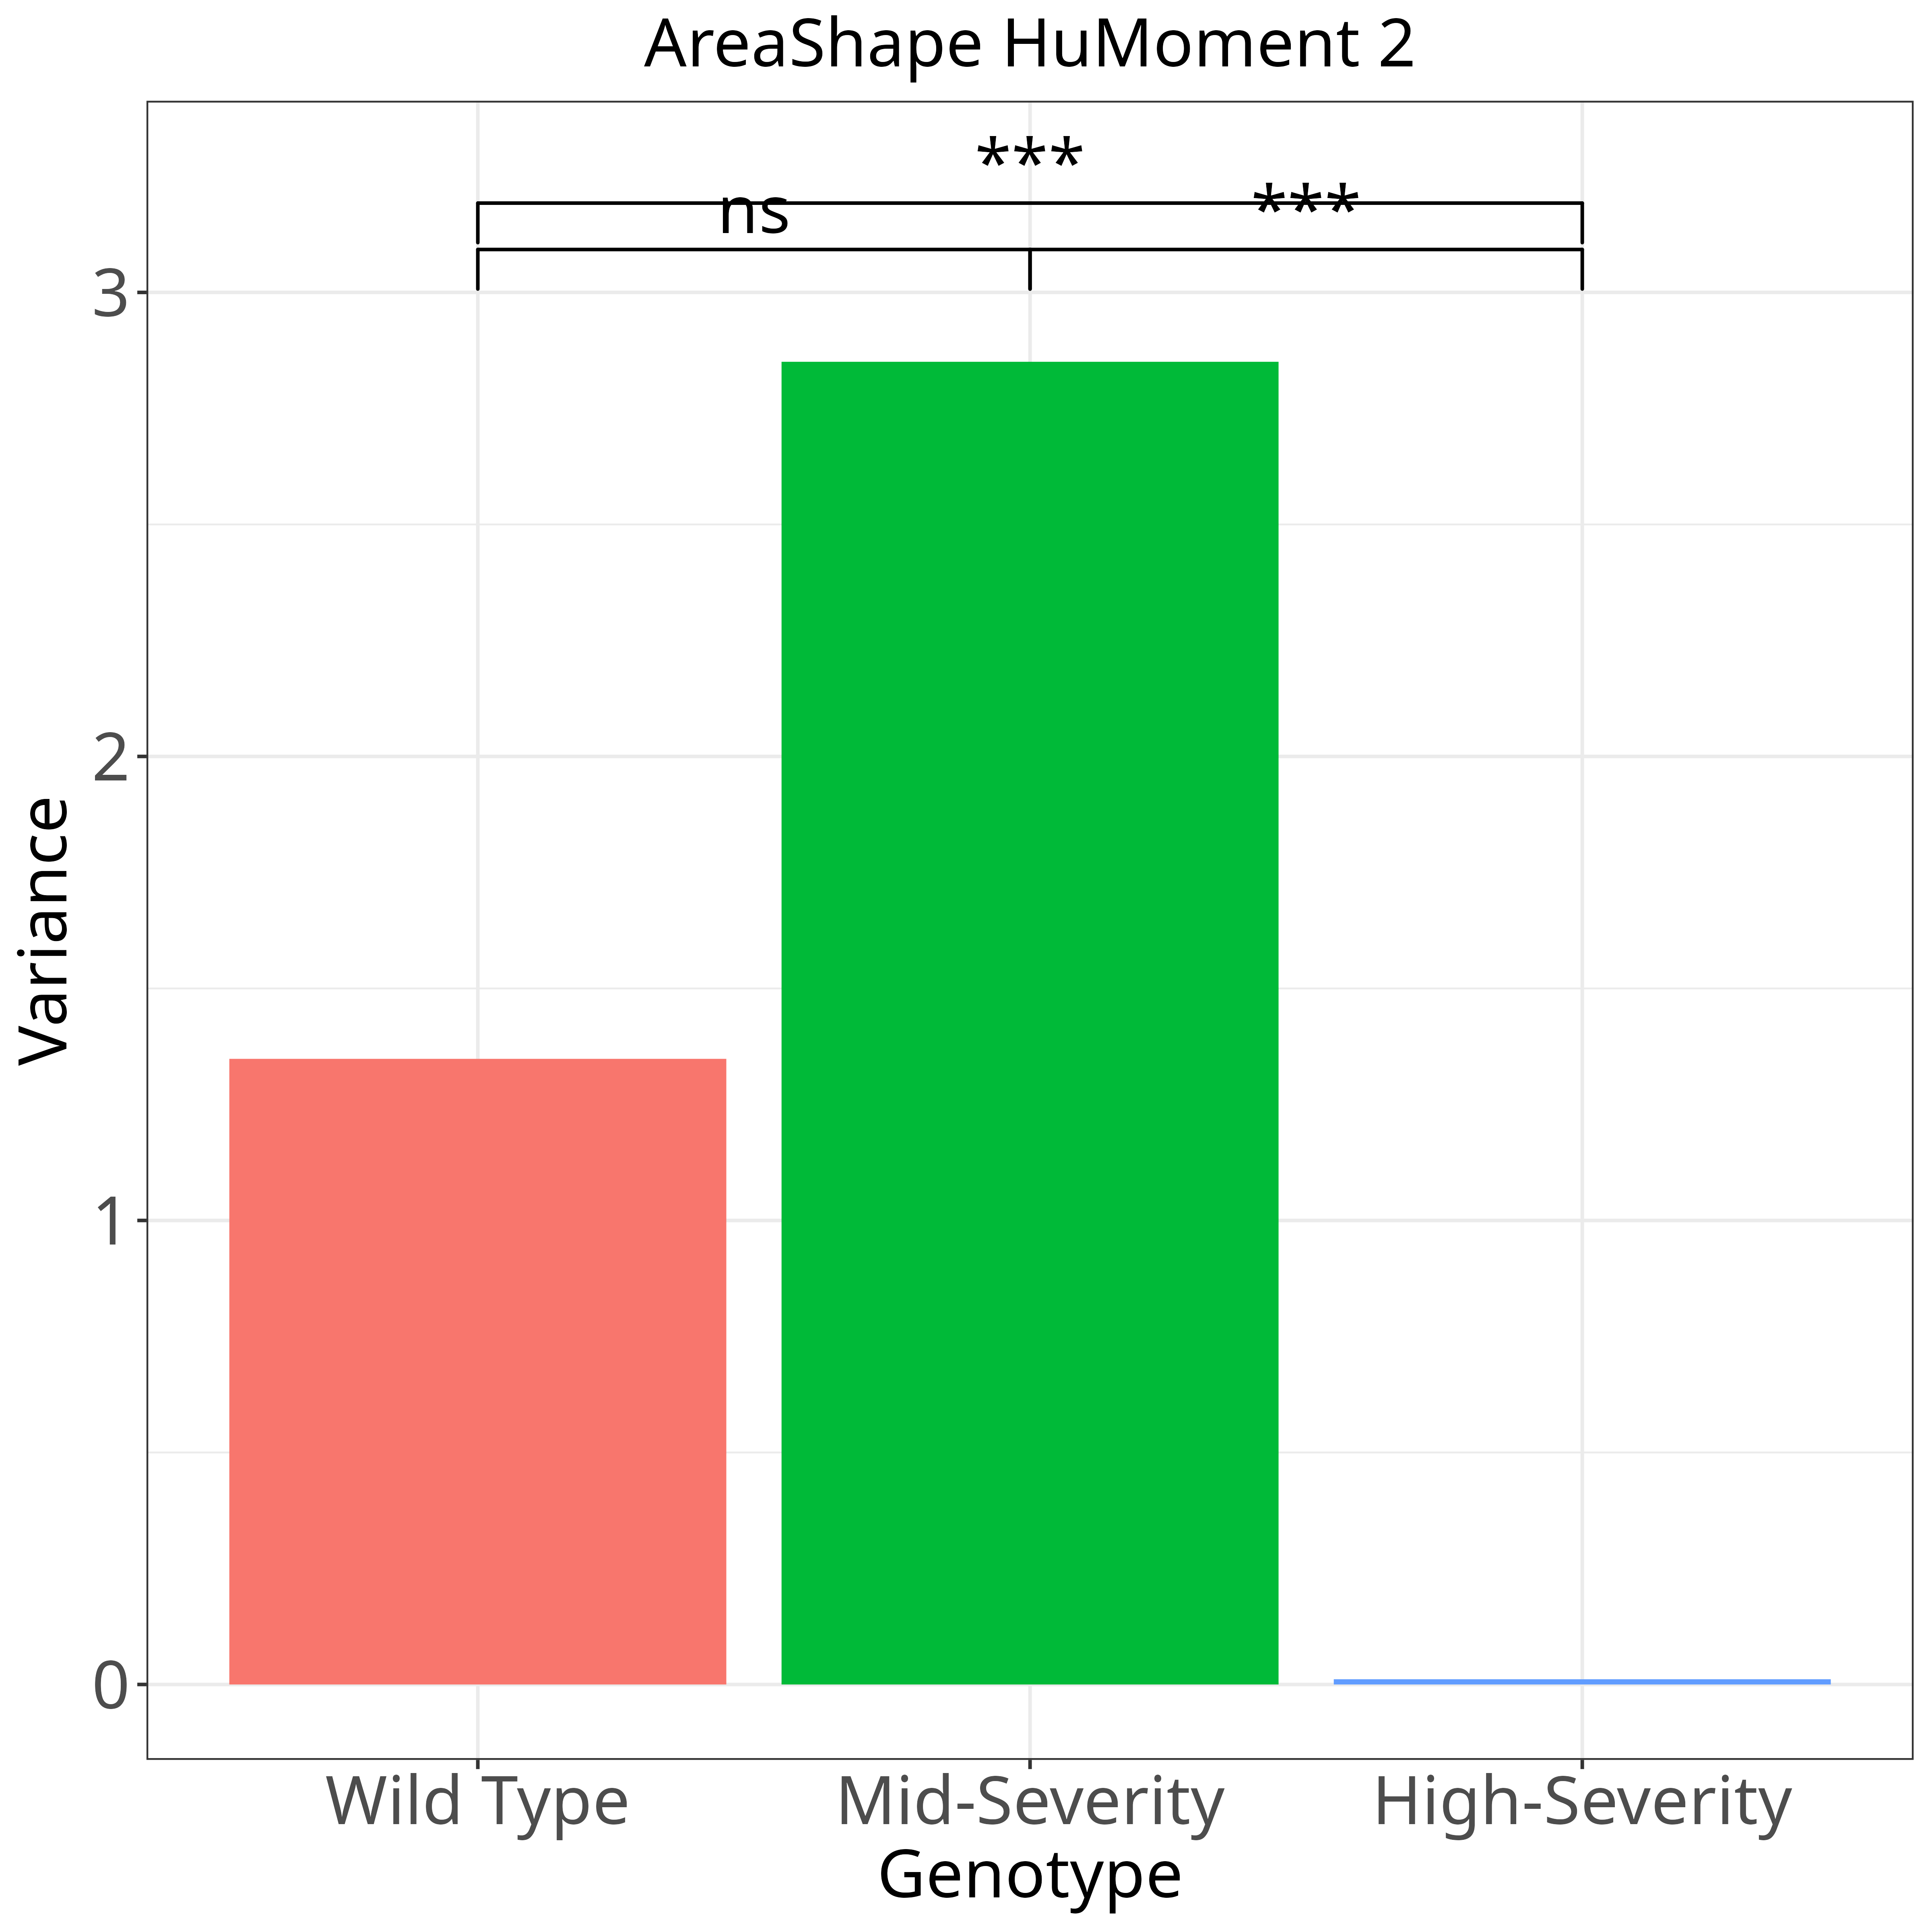 AreaShape HuMoment 2
***
ns ***
3
2
1
0
Variance
Wild Type Mid-Severity High-Severity
Genotype